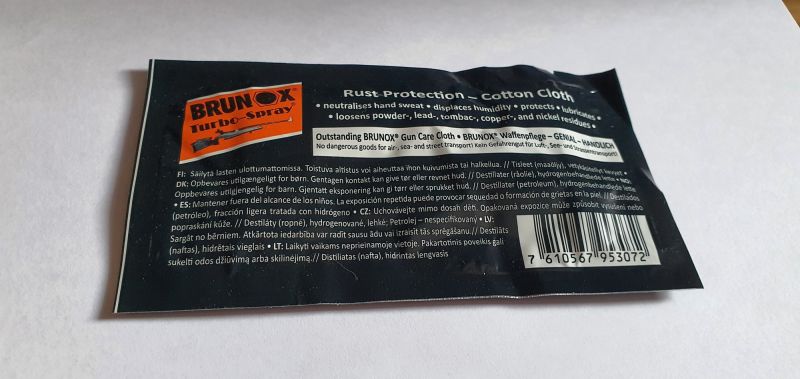 BRUNOX®
Turbo-Spray®
Rust Protection – Cotton Cloth
• neutralises hand sweat • displaces humidity • protects • lubricates •
• loosens powder-, lead-, tombac-, copper-, and nickel residues •
Outstanding BRUNOX® Gun Care Cloth • BRUNOX® Waffenpflege – GENIAL – HANDLICH
No dangerous goods for air-, sea- and street transport! Kein Gefahrengut für Luft-, See- und Strassentransport!
FI: Säilytä lasten ulottumattomissa. Toistuva altistus voi aiheuttaa ihon kuivumista tai halkeilua. // Tisleet (maaöljy), vetykäsitellyt kevyet •
DK: Opbevares utilgængeligt for børn. Gentagen kontakt kan give tør eller revnet hud. // Destillater (råolie), hydrogenbehandlede lette • NO:
Oppbevares utilgjengelig for barn. Gjentatt eksponering kan gi tørr eller sprukket hud. // Destillater (petroleum), hydrogenbehandlede lette
• ES: Mantener fuera del alcance de los niños. La exposición repetida puede provocar sequedad o formación de grietas en la piel. // Destilados
(petróleo), fracción ligera tratada con hidrógeno • CZ: Uchovávejte mimo dosah dětí. Opakovaná expozice může způsobit vysušení nebo
popraskání kůže. // Destiláty (ropné), hydrogenované, lehké; Petrolej – nespecifikovaný • LV:
Sargāt no bērniem. Atkārtota iedarbība var radīt sausu ādu vai izraisīt tās sprēgāšanu.// Destilāts
(naftas), hidrētais vieglais • LT: Laikyti vaikams neprieinamoje vietoje. Pakartotinis poveikis gali
sukelti odos džiūvimą arba skilinėjimą.// Distiliatas (nafta), hidrintas lengvasis
7 610567 953072